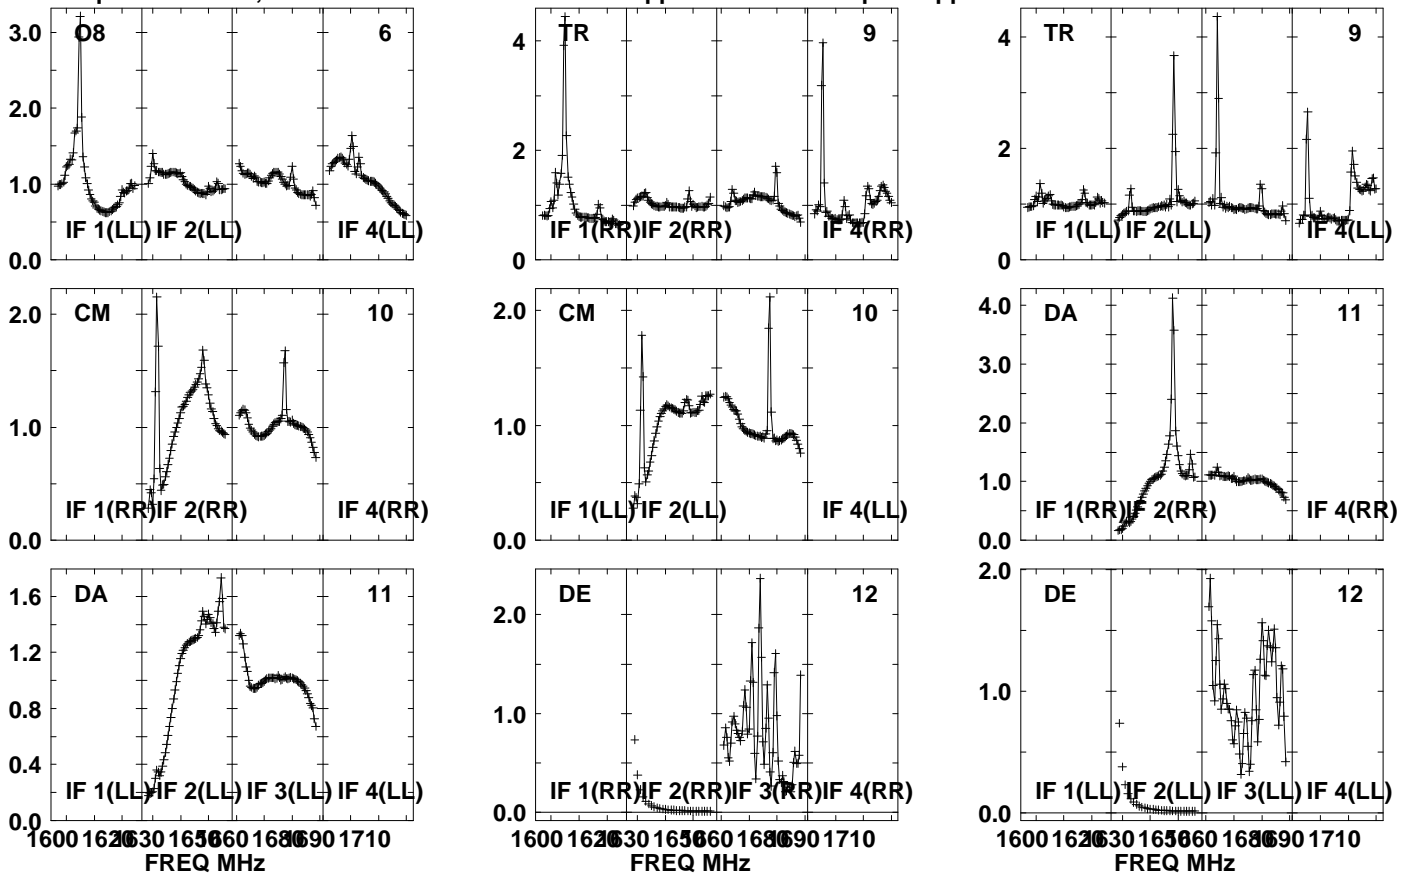 O8 6
3.0
2.0
1.0
0.0
IF 1(LL) IF 2(LL) IF 4(LL)
TR 9
4
2
0
IF 1(RR) IF 2(RR) IF 4(RR)
TR 9
4
2
0
IF 1(LL) IF 2(LL) IF 4(LL)
CM 10
2.0
1.0
0.0
IF 1(RR) IF 2(RR) IF 4(RR)
CM 10
2.0
1.0
0.0
IF 1(LL) IF 2(LL) IF 4(LL)
DA 11
4.0
3.0
2.0
1.0
0.0
IF 1(RR) IF 2(RR) IF 4(RR)
DA 11
1.6
1.2
0.8
0.4
0.0
IF 1(LL) IF 2(LL) IF 3(LL) IF 4(LL)
1600 1620 1630 1650 1660 1680 1690 1710
FREQ MHz
DE 12
2.0
1.0
0.0
IF 1(RR) IF 2(RR) IF 3(RR) IF 4(RR)
1600 1620 1630 1650 1660 1680 1690 1710
DE 12
2.0
1.0
0.0
IF 1(LL) IF 2(LL) IF 3(LL) IF 4(LL)
1600 1620 1630 1650 1660 1680 1690 1710
FREQ MHz